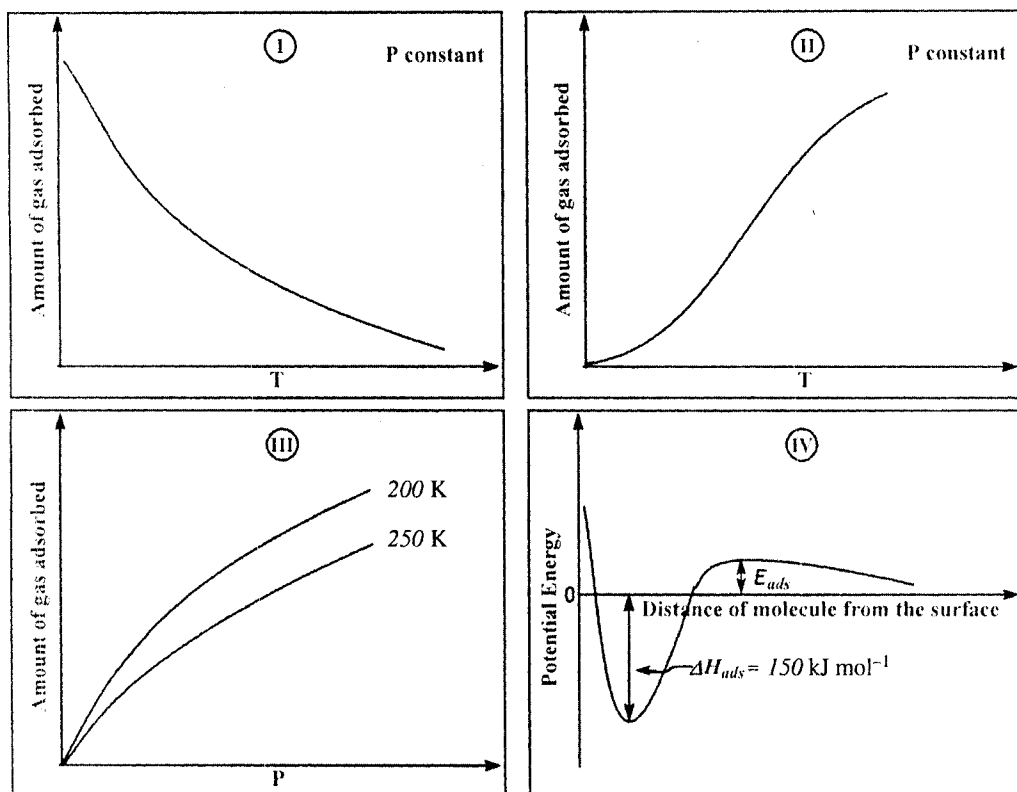 I
P constant
Amount of gas adsorbed
T
II
P constant
Amount of gas adsorbed
T
III
200 K
250 K
Amount of gas adsorbed
P
IV
Potential Energy
0
E_ads
Distance of molecule from the surface
ΔH_ads = 150 kJ mol⁻¹